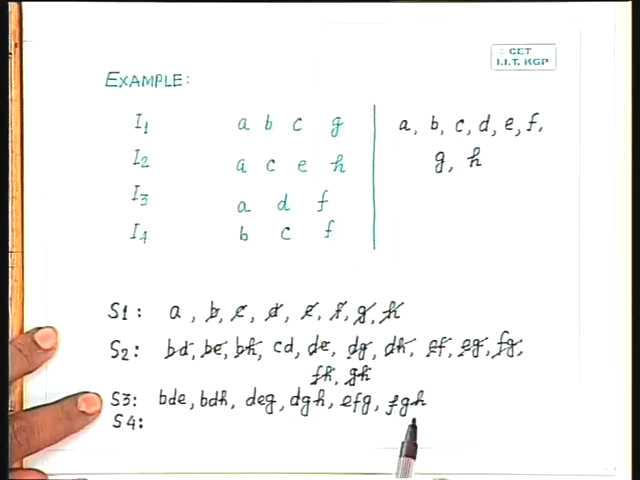 © CET
I.I.T. KGP
EXAMPLE:
I1 a b c g
I2 a c e h
I3 a d f
I4 b c f
a, b, c, d, e, f,
g, h
S1: a, b, c, d, e, f, g, h
S2: bd, be, bh, cd, de, dg, dh, ef, eg, fg,
fh, gh
S3: bde, bdh, deg, dgh, efg, fgh
S4: